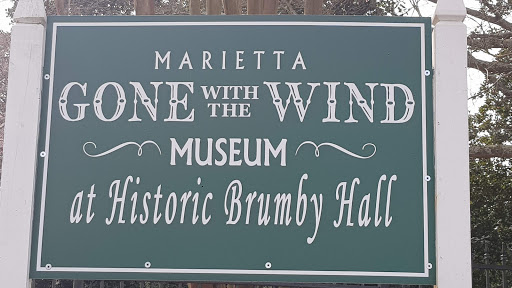 MARIETTA
GONE WITH THE WIND
MUSEUM
at Historic Brumby Hall